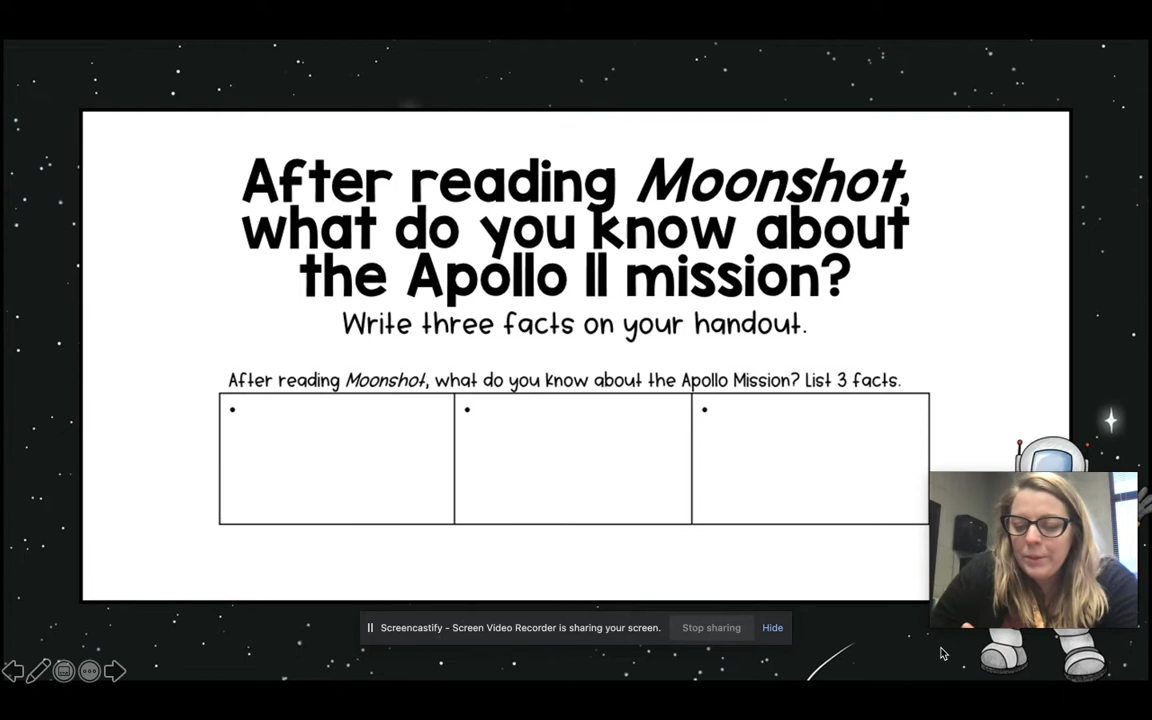 After reading Moonshot,
what do you know about
the Apollo 11 mission?
Write three facts on your handout.
After reading Moonshot, what do you know about the Apollo Mission? List 3 facts.
•
•
•
Screencastify - Screen Video Recorder is sharing your screen. Stop sharing Hide